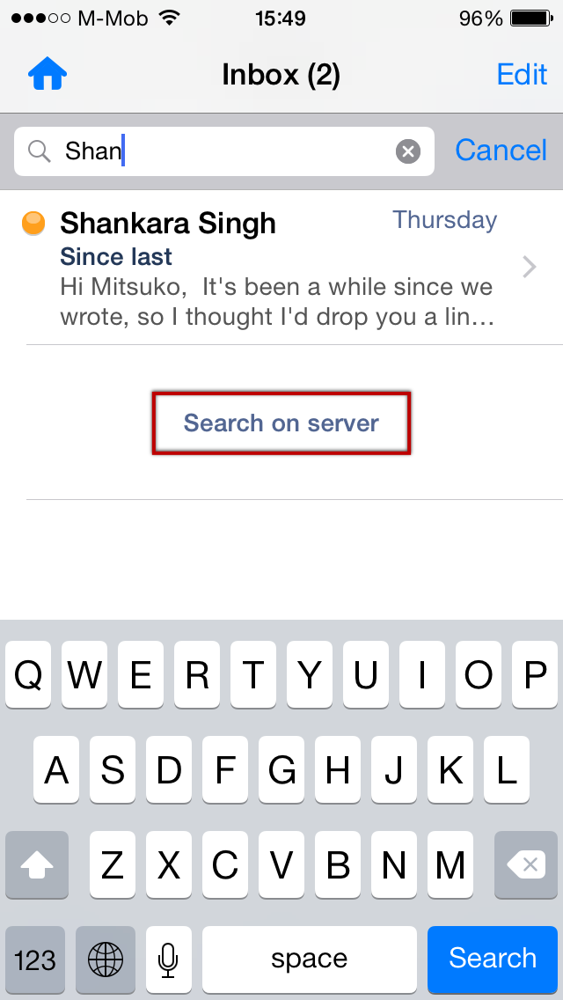 M-Mob 15:49 96%
Inbox (2) Edit
Shan Cancel
Shankara Singh Thursday
Since last
Hi Mitsuko,  It's been a while since we
wrote, so I thought I'd drop you a lin...
Search on server
Q W E R T Y U I O P
A S D F G H J K L
Z X C V B N M
123 space Search